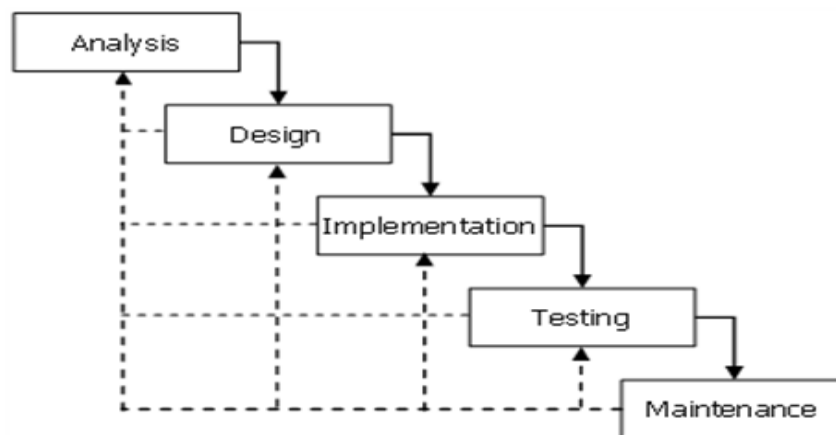 Analysis
Design
Implementation
Testing
Maintenance